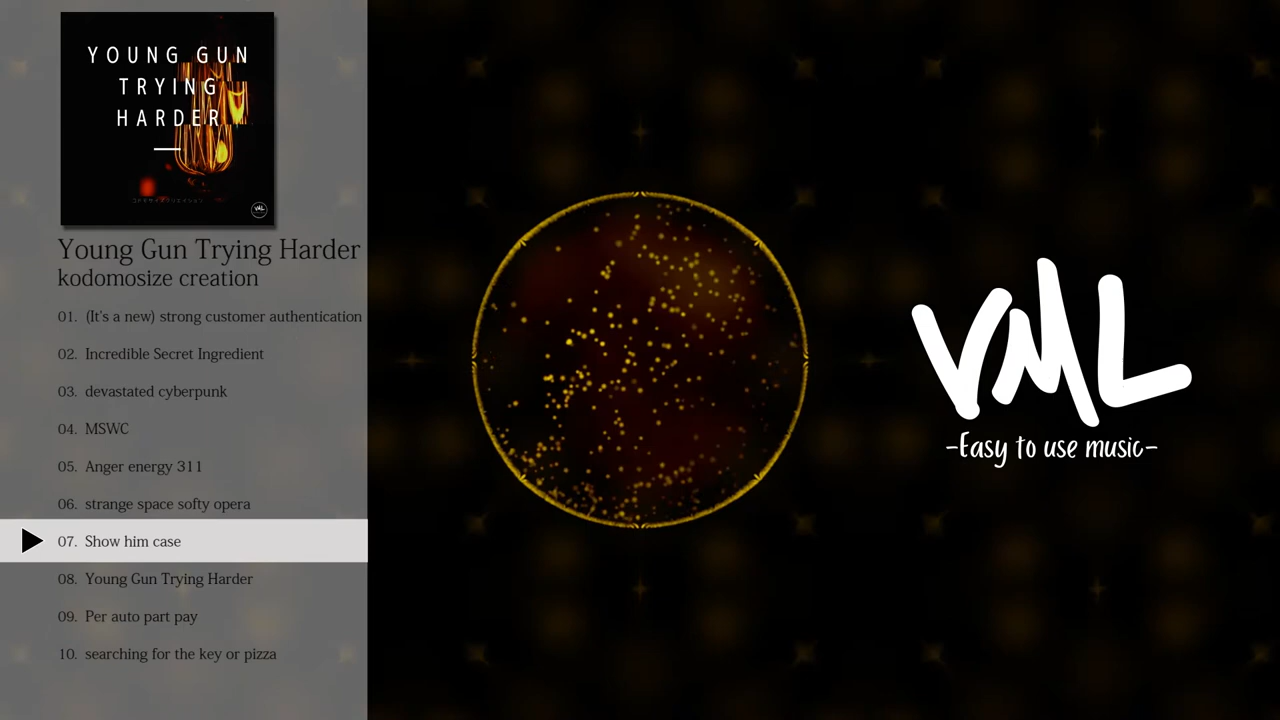 YOUNG GUN
TRYING
HARDER
VML
Young Gun Trying Harder
kodomosize creation
01. (It's a new) strong customer authentication
02. Incredible Secret Ingredient
03. devastated cyberpunk
04. MSWC
05. Anger energy 311
06. strange space softy opera
07. Show him case
08. Young Gun Trying Harder
09. Per auto part pay
10. searching for the key or pizza
VML
-Easy to use music-